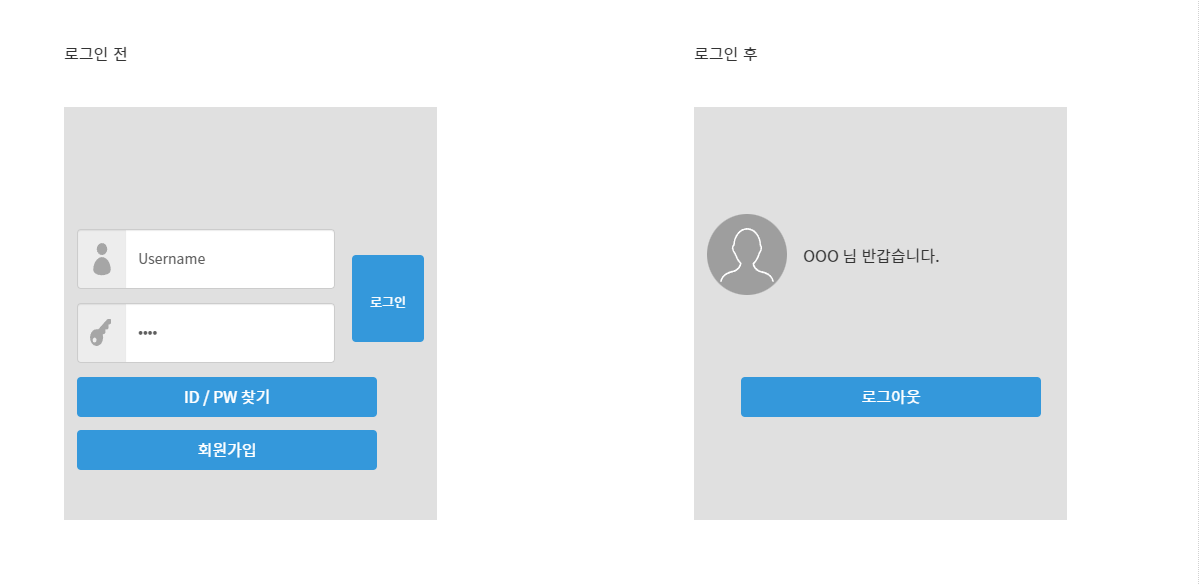 로그인 전
Username
••••
로그인
ID / PW 찾기
회원가입
로그인 후
OOO 님 반갑습니다.
로그아웃